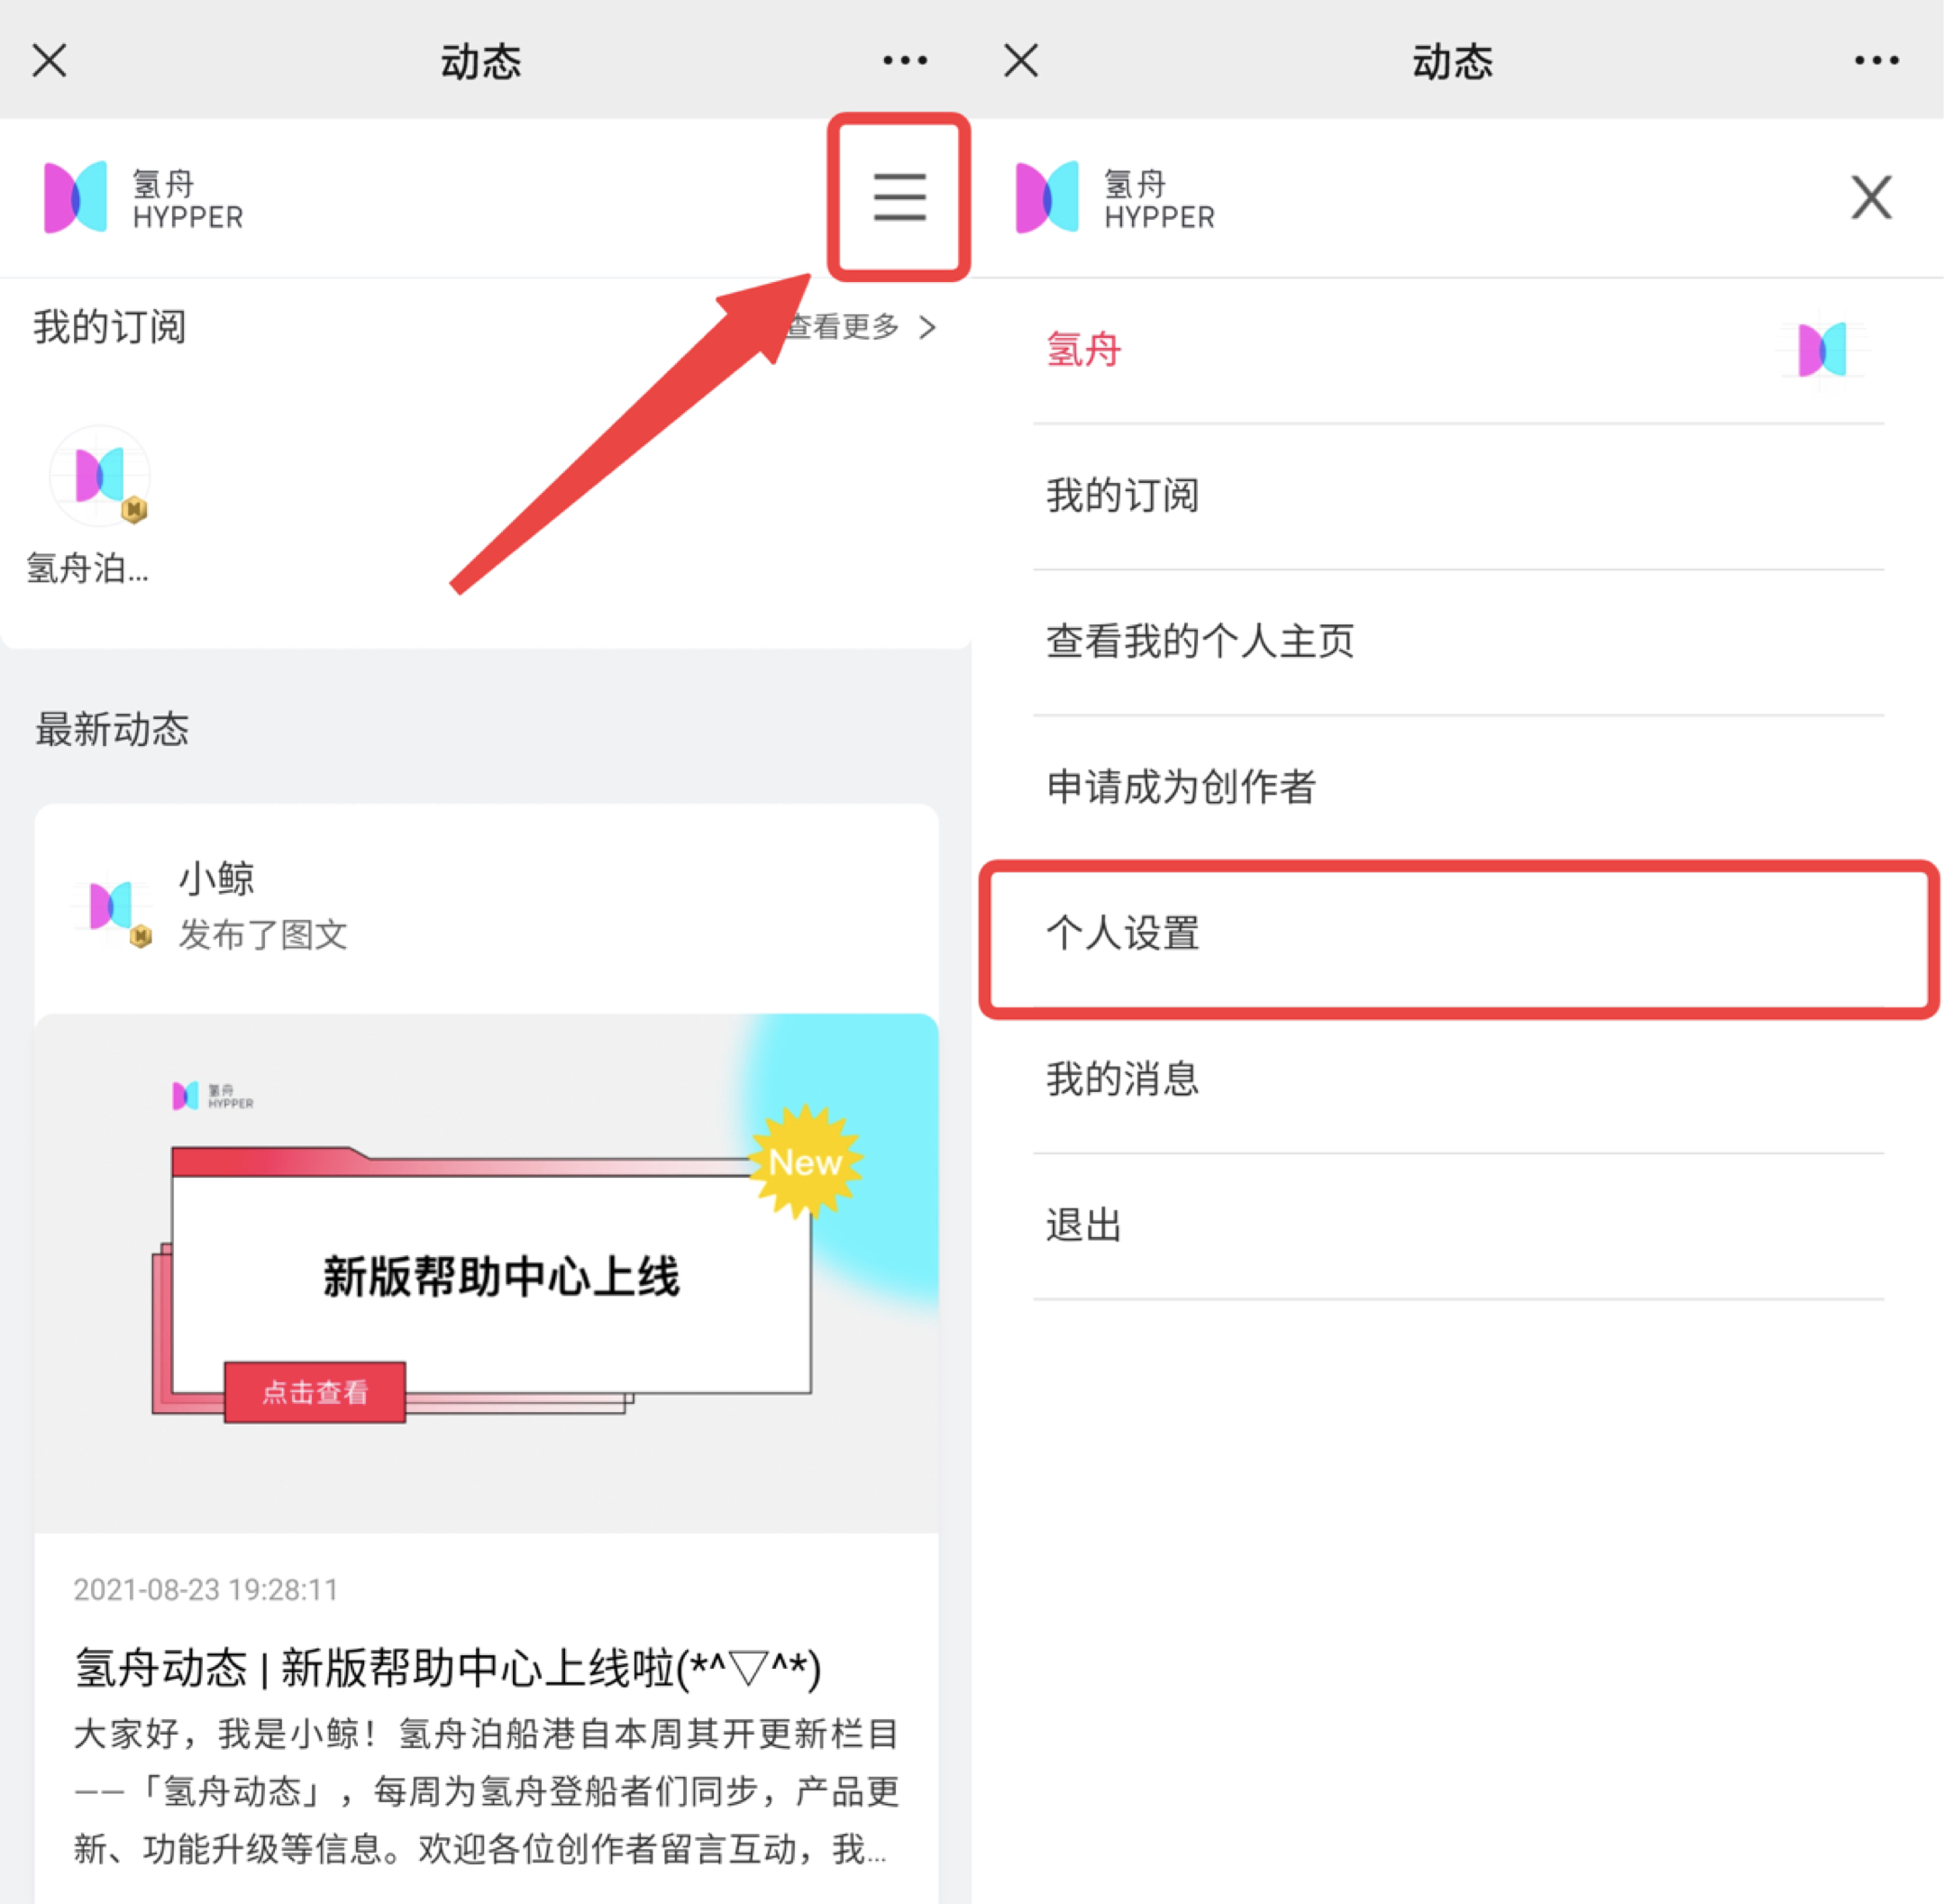 动态
氢舟
HYPPER
我的订阅
查看更多
氢舟泊...
最新动态
小鲸
发布了图文
氢舟
HYPPER
New
新版帮助中心上线
点击查看
2021-08-23 19:28:11
氢舟动态 | 新版帮助中心上线啦(*^▽^*)
大家好，我是小鲸！氢舟泊船港自本周其开更新栏目
——「氢舟动态」，每周为氢舟登船者们同步，产品更
新、功能升级等信息。欢迎各位创作者留言互动，我...
动态
氢舟
HYPPER
氢舟
我的订阅
查看我的个人主页
申请成为创作者
个人设置
我的消息
退出